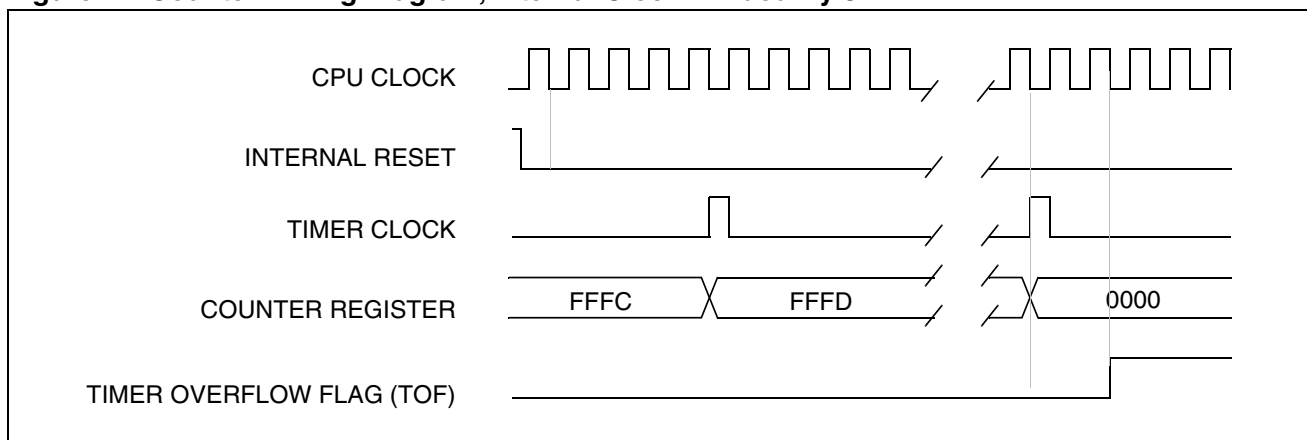 CPU CLOCK
INTERNAL RESET
TIMER CLOCK
COUNTER REGISTER
FFFC
FFFD
0000
TIMER OVERFLOW FLAG (TOF)